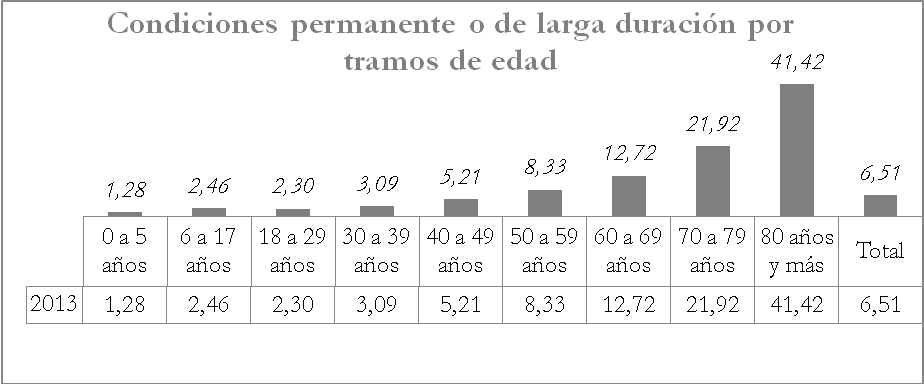 Condiciones permanente o de larga duración por
tramos de edad
1,28 2,46 2,30 3,09 5,21 8,33 12,72 21,92 41,42 6,51
0 a 5 años 6 a 17 años 18 a 29 años 30 a 39 años 40 a 49 años 50 a 59 años 60 a 69 años 70 a 79 años 80 años y más Total
2013 1,28 2,46 2,30 3,09 5,21 8,33 12,72 21,92 41,42 6,51